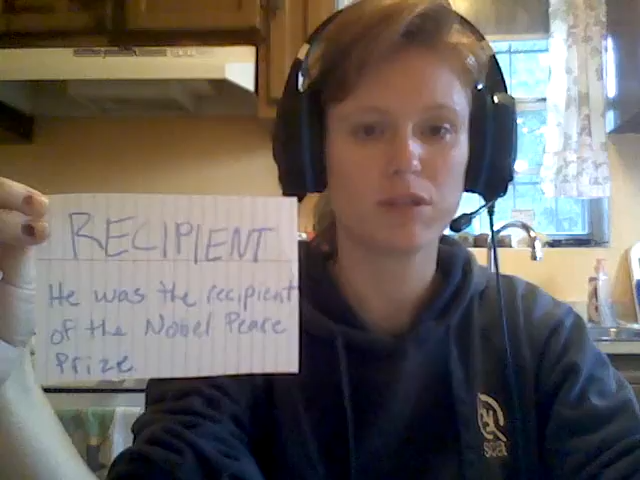 RECIPIENT
He was the recipient
of the Nobel Peace
Prize.